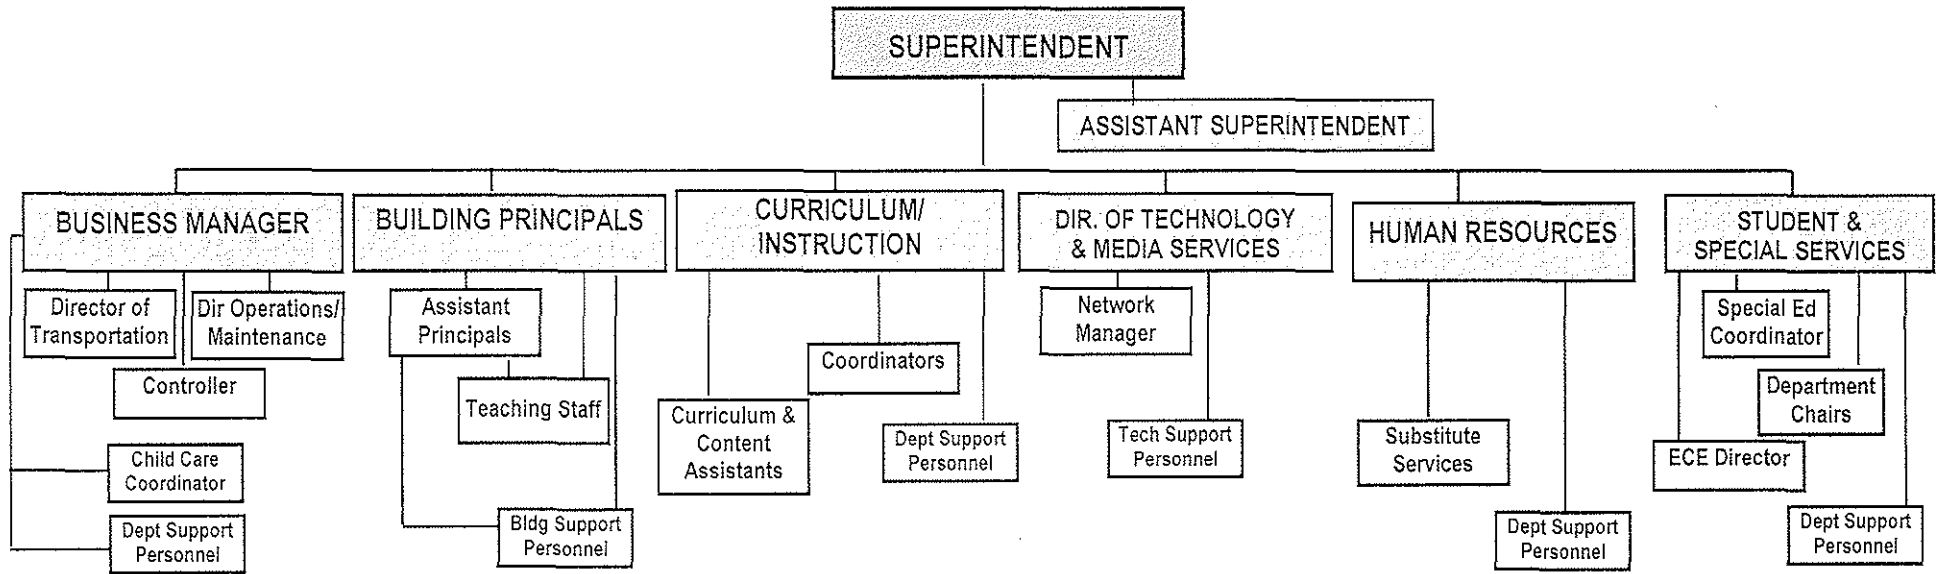 SUPERINTENDENT
ASSISTANT SUPERINTENDENT
BUSINESS MANAGER
BUILDING PRINCIPALS
CURRICULUM/
INSTRUCTION
DIR. OF TECHNOLOGY
& MEDIA SERVICES
HUMAN RESOURCES
STUDENT &
SPECIAL SERVICES
Director of
Transportation
Dir Operations/
Maintenance
Controller
Child Care
Coordinator
Dept Support
Personnel
Assistant
Principals
Teaching Staff
Bldg Support
Personnel
Coordinators
Curriculum &
Content
Assistants
Dept Support
Personnel
Network
Manager
Tech Support
Personnel
Substitute
Services
Dept Support
Personnel
Special Ed
Coordinator
Department
Chairs
ECE Director
Dept Support
Personnel